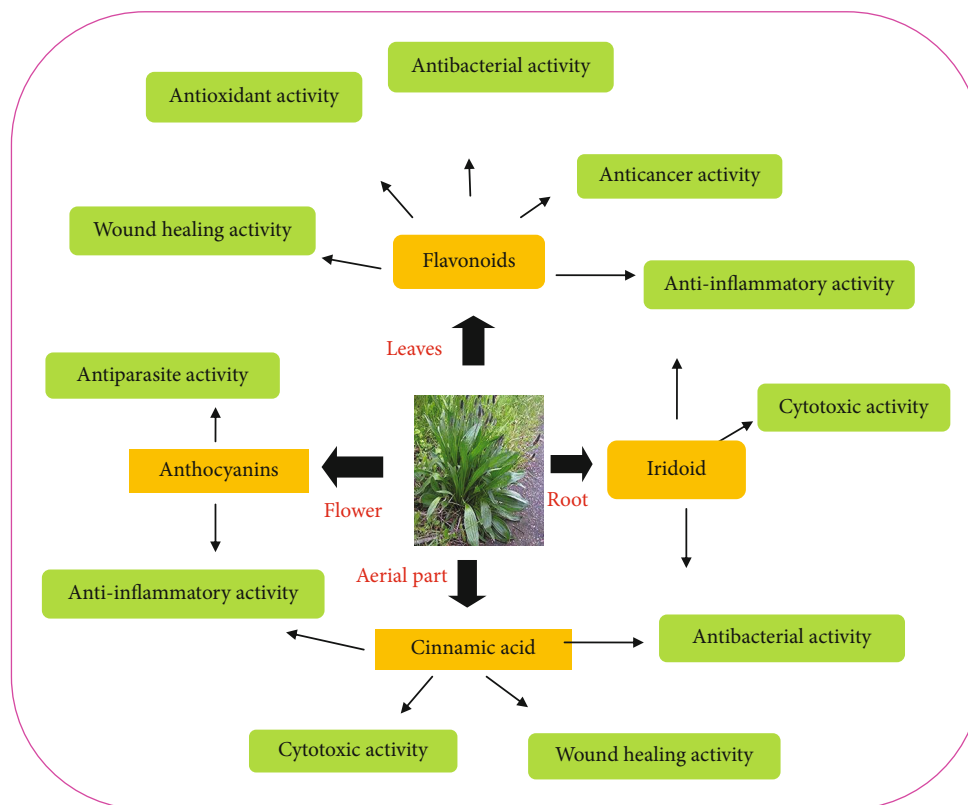 Antibacterial activity
Antioxidant activity
Anticancer activity
Wound healing activity
Flavonoids
Anti-inflammatory activity
Leaves
Antiparasite activity
Cytotoxic activity
Anthocyanins
Iridoid
Flower
Root
Aerial part
Anti-inflammatory activity
Antibacterial activity
Cinnamic acid
Cytotoxic activity
Wound healing activity